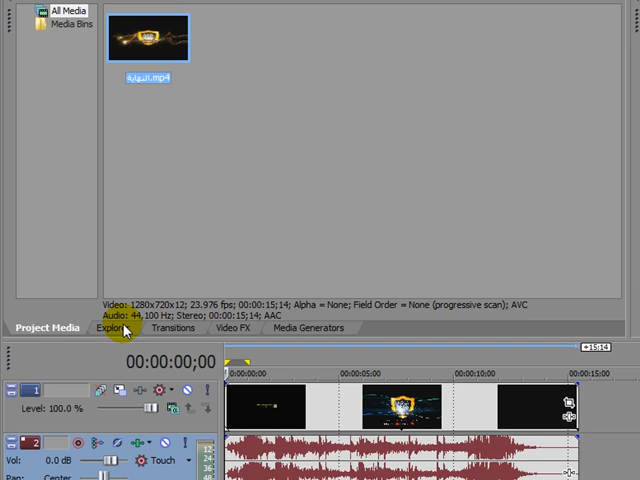 All Media
Media Bins
النهاية.mp4
Video: 1280x720x12; 23.976 fps; 00:00:15;14; Alpha = None; Field Order = None (progressive scan); AVC
Audio: 44,100 Hz; Stereo; 00:00:15;14; AAC
Project Media Explorer Transitions Video FX Media Generators
+15;14
00:00:00;00
0:00:00;00 00:00:05;00 00:00:10;00 00:00:15;00
1
Level: 100.0 %
2
Vol: 0.0 dB Touch
Pan: Center
12
24
36
48